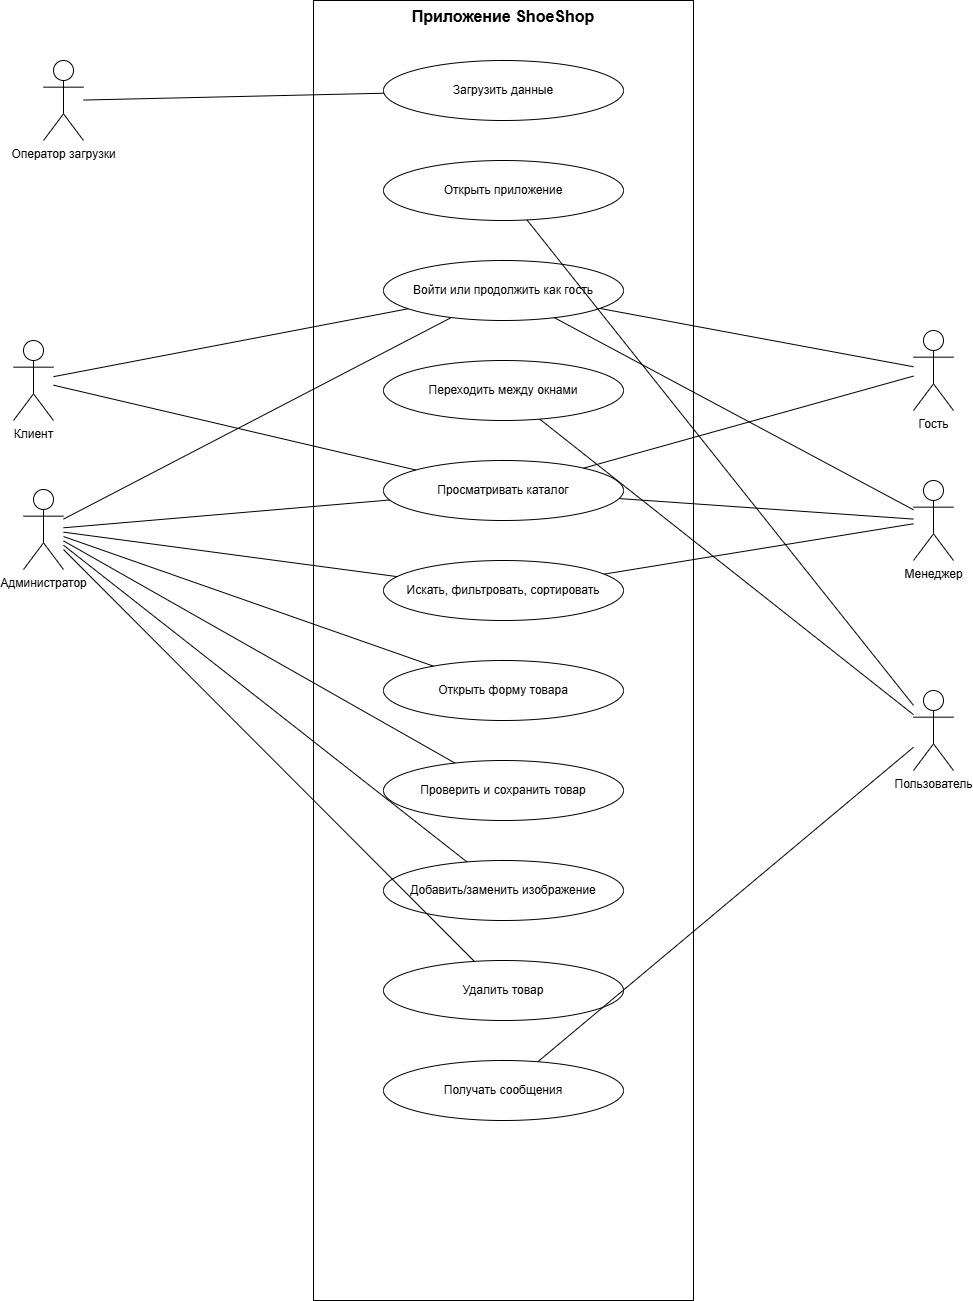 Приложение ShoeShop
Загрузить данные
Оператор загрузки
Открыть приложение
Войти или продолжить как гость
Переходить между окнами
Клиент
Гость
Просматривать каталог
Администратор
Менеджер
Искать, фильтровать, сортировать
Открыть форму товара
Пользователь
Проверить и сохранить товар
Добавить/заменить изображение
Удалить товар
Получать сообщения